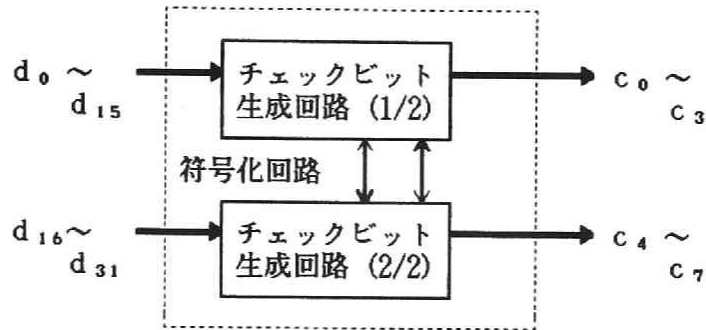 d₀ ～ d₁₅
チェックビット
生成回路 (1/2)
c₀ ～ c₃
符号化回路
d₁₆～ d₃₁
チェックビット
生成回路 (2/2)
c₄ ～ c₇